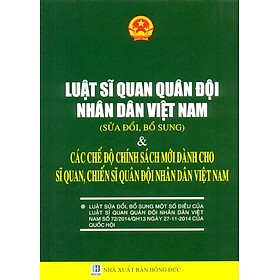 LUẬT SĨ QUAN QUÂN ĐỘI
NHÂN DÂN VIỆT NAM
(SỬA ĐỔI, BỔ SUNG)
&
CÁC CHẾ ĐỘ CHÍNH SÁCH MỚI DÀNH CHO
SĨ QUAN, CHIẾN SĨ QUÂN ĐỘI NHÂN DÂN VIỆT NAM
LUẬT SỬA ĐỔI, BỔ SUNG MỘT SỐ ĐIỀU CỦA
LUẬT SĨ QUAN QUÂN ĐỘI NHÂN DÂN VIỆT
NAM SỐ 72/2014/QH13 NGÀY 27-11-2014 CỦA
QUỐC HỘI
NHÀ XUẤT BẢN HỒNG ĐỨC